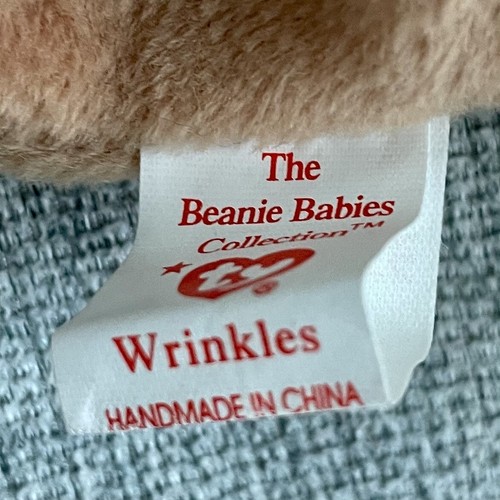 The
Beanie Babies
Collection™
ty®
Wrinkles
HANDMADE IN CHINA